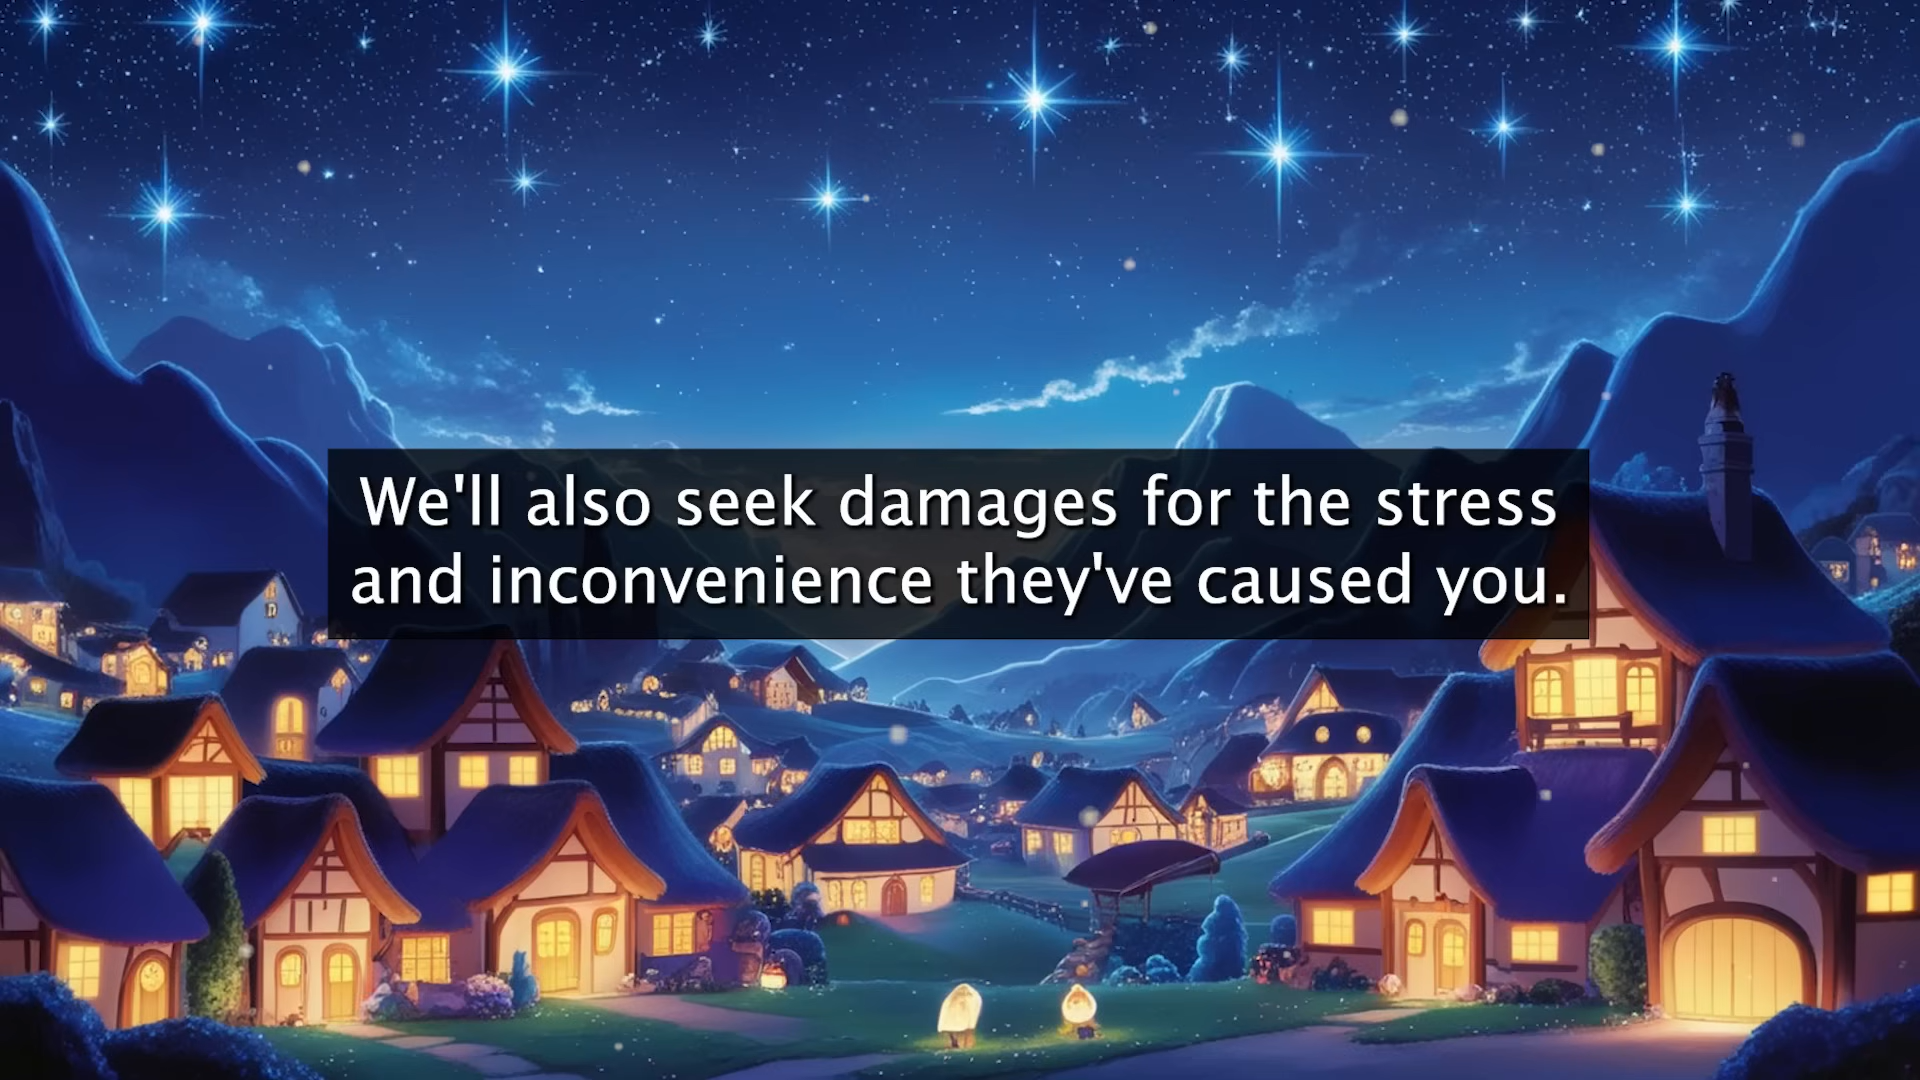 We'll also seek damages for the stress
and inconvenience they've caused you.